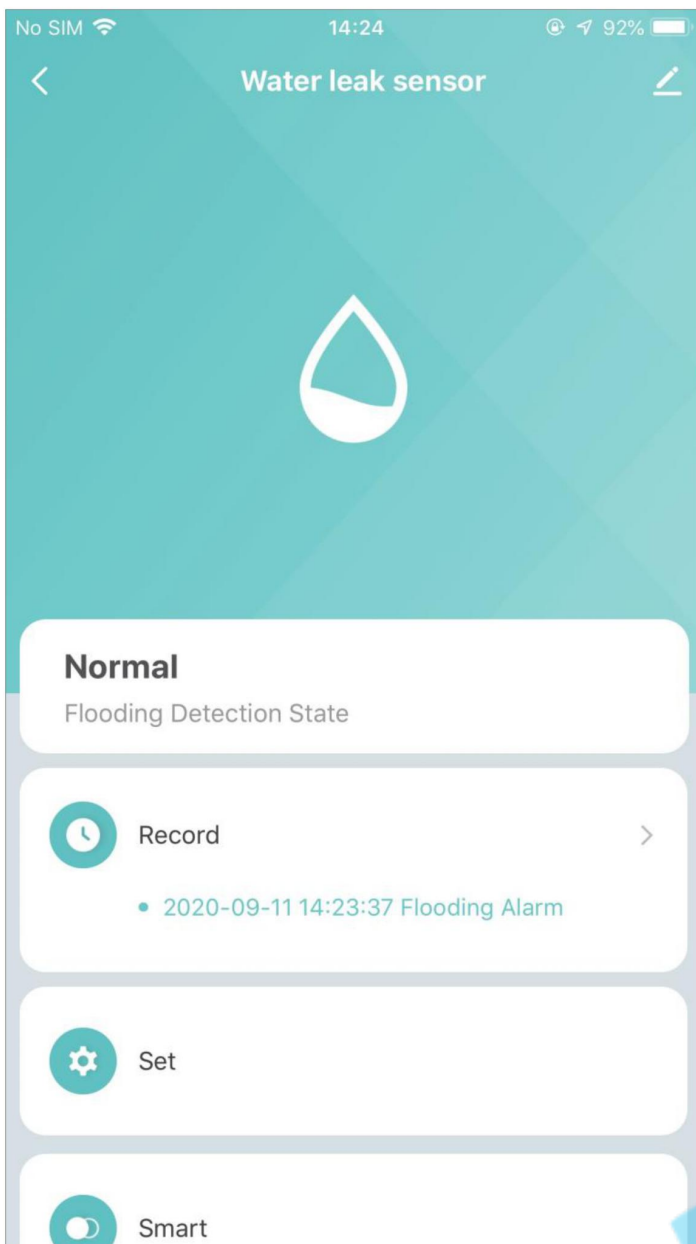 No SIM 14:24 92%
Water leak sensor
Normal
Flooding Detection State
Record
2020-09-11 14:23:37 Flooding Alarm
Set
Smart